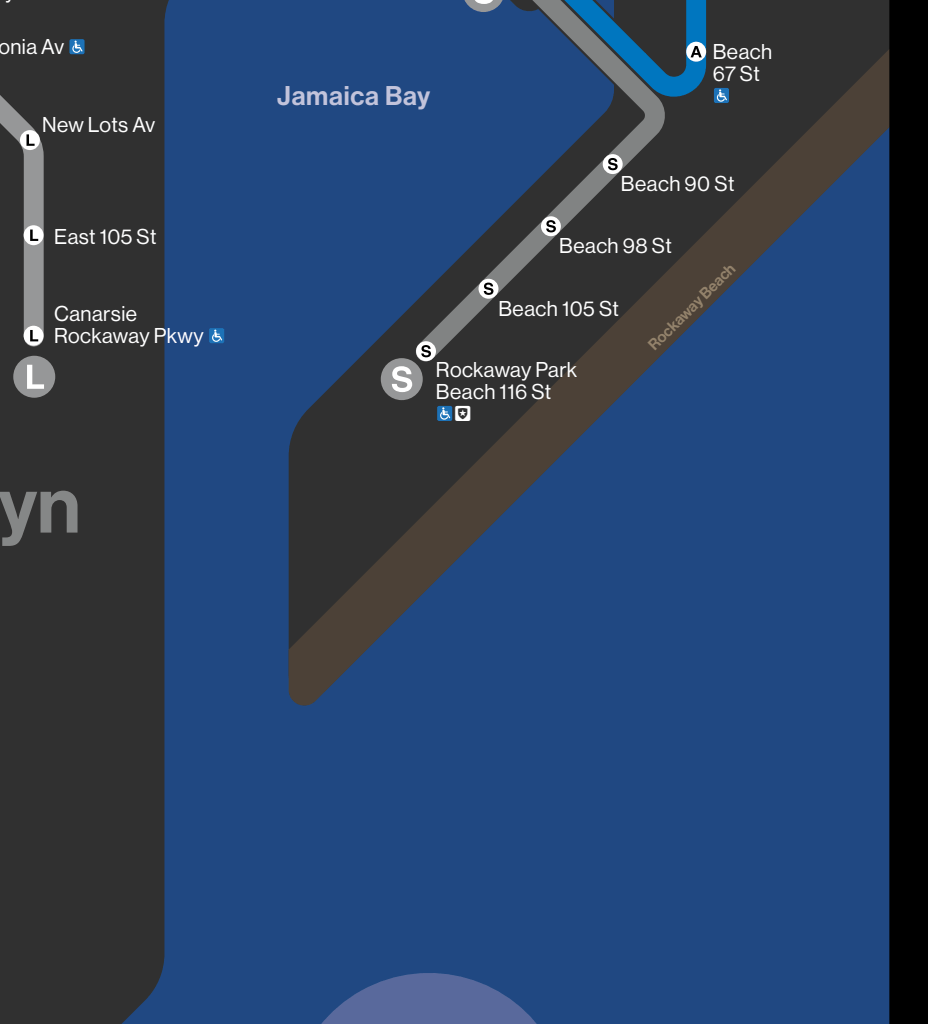 onia Av
Jamaica Bay
A
Beach
67 St
New Lots Av
L
S
Beach 90 St
L
East 105 St
S
Beach 98 St
Rockaway Beach
S
Beach 105 St
Canarsie
L
Rockaway Pkwy
S
L
S
Rockaway Park
Beach 116 St
yn